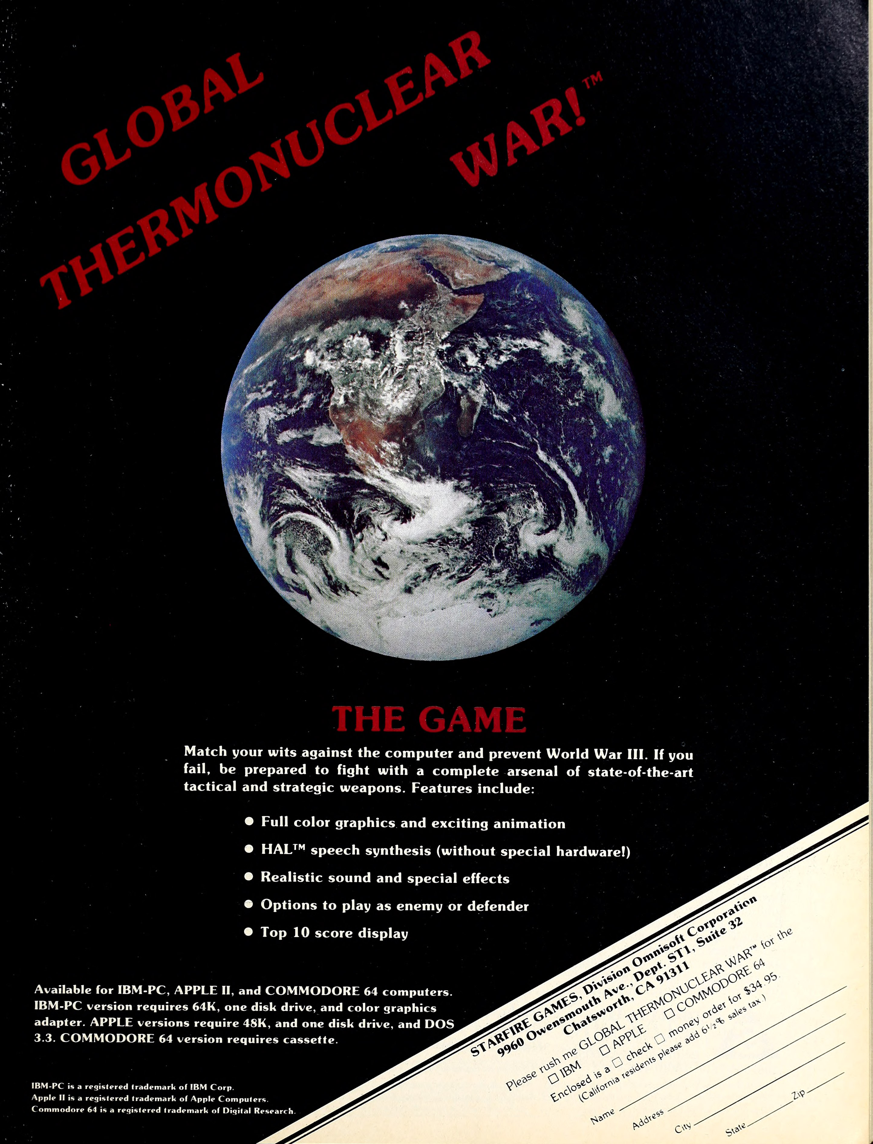 GLOBAL
THERMONUCLEAR
WAR!™
THE GAME
Match your wits against the computer and prevent World War III. If you
fail, be prepared to fight with a complete arsenal of state-of-the-art
tactical and strategic weapons. Features include:
● Full color graphics and exciting animation
● HAL™ speech synthesis (without special hardware!)
● Realistic sound and special effects
● Options to play as enemy or defender
● Top 10 score display
Available for IBM-PC, APPLE II, and COMMODORE 64 computers.
IBM-PC version requires 64K, one disk drive, and color graphics
adapter. APPLE versions require 48K, and one disk drive, and DOS
3.3. COMMODORE 64 version requires cassette.
IBM-PC is a registered trademark of IBM Corp.
Apple II is a registered trademark of Apple Computers.
Commodore 64 is a registered trademark of Digital Research.
STARFIRE GAMES, Division Omnisoft Corporation
9960 Owensmouth Ave., Dept. ST1, Suite 32
Chatsworth, CA 91311
Please rush me GLOBAL THERMONUCLEAR WAR™ for the
□ IBM □ APPLE □ COMMODORE 64
Enclosed is a □ check □ money order for $34.95.
(California residents please add 6½% sales tax.)
Name
Address
City
State Zip